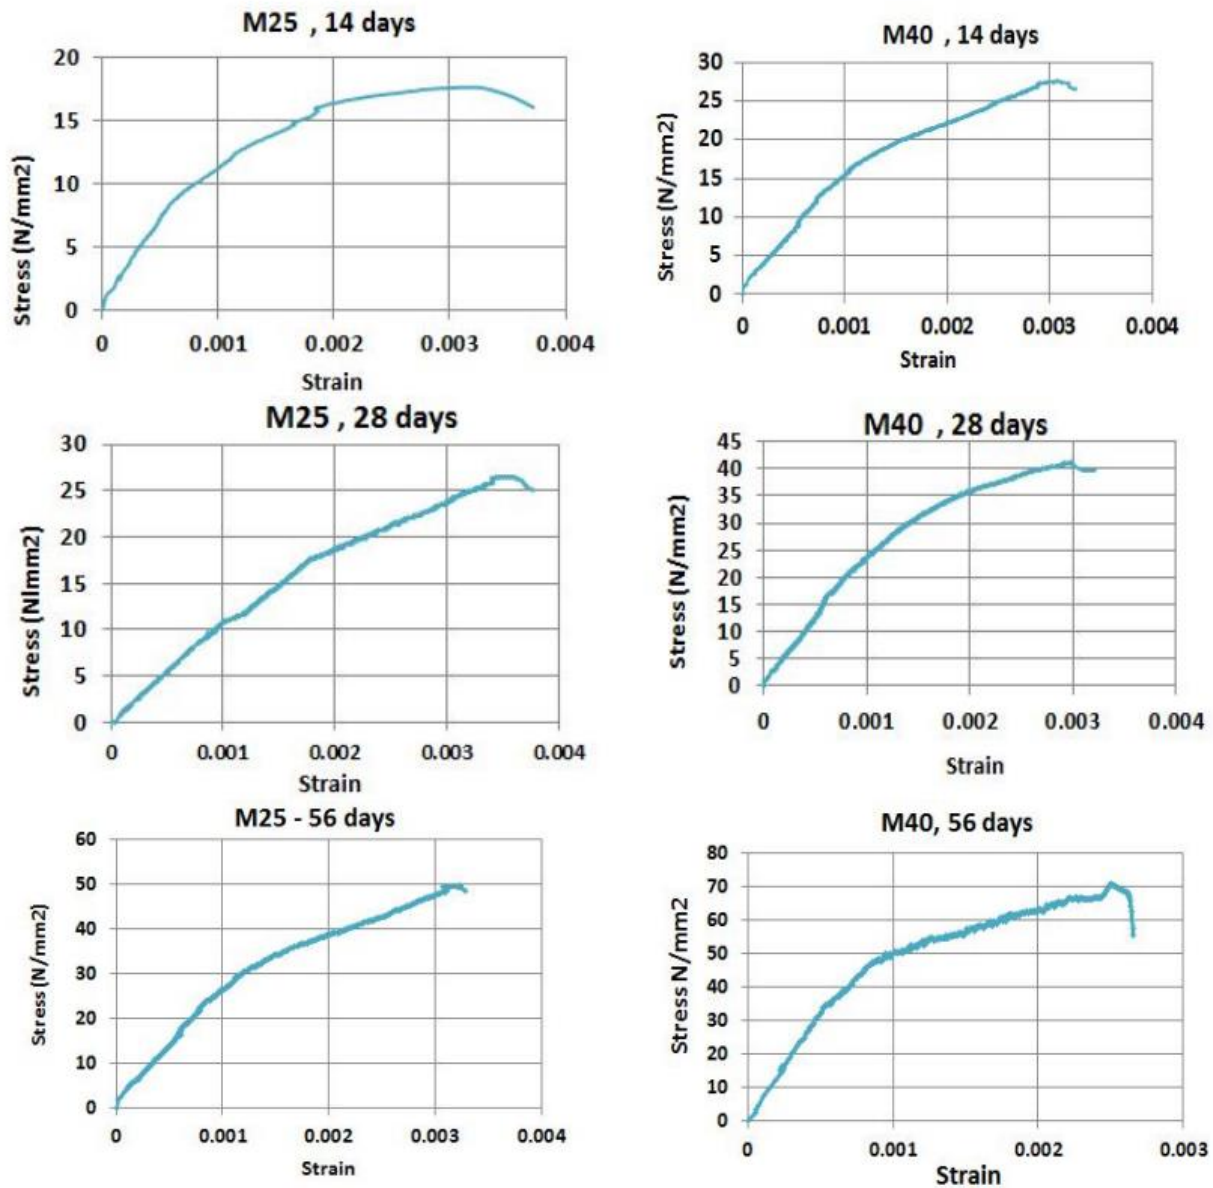 M25 , 14 days
20
15
10
5
0
Stress (N/mm2)
0 0.001 0.002 0.003 0.004
Strain
M40 , 14 days
30
25
20
15
10
5
0
Stress (N/mm2)
0 0.001 0.002 0.003 0.004
Strain
M25 , 28 days
30
25
20
15
10
5
0
Stress (Nlmm2)
0 0.001 0.002 0.003 0.004
Strain
M40 , 28 days
45
40
35
30
25
20
15
10
5
0
Stress (N/mm2)
0 0.001 0.002 0.003 0.004
Strain
M25 - 56 days
60
50
40
30
20
10
0
Stress (N/mm2)
0 0.001 0.002 0.003 0.004
Strain
M40, 56 days
80
70
60
50
40
30
20
10
0
Stress N/mm2
0 0.001 0.002 0.003
Strain